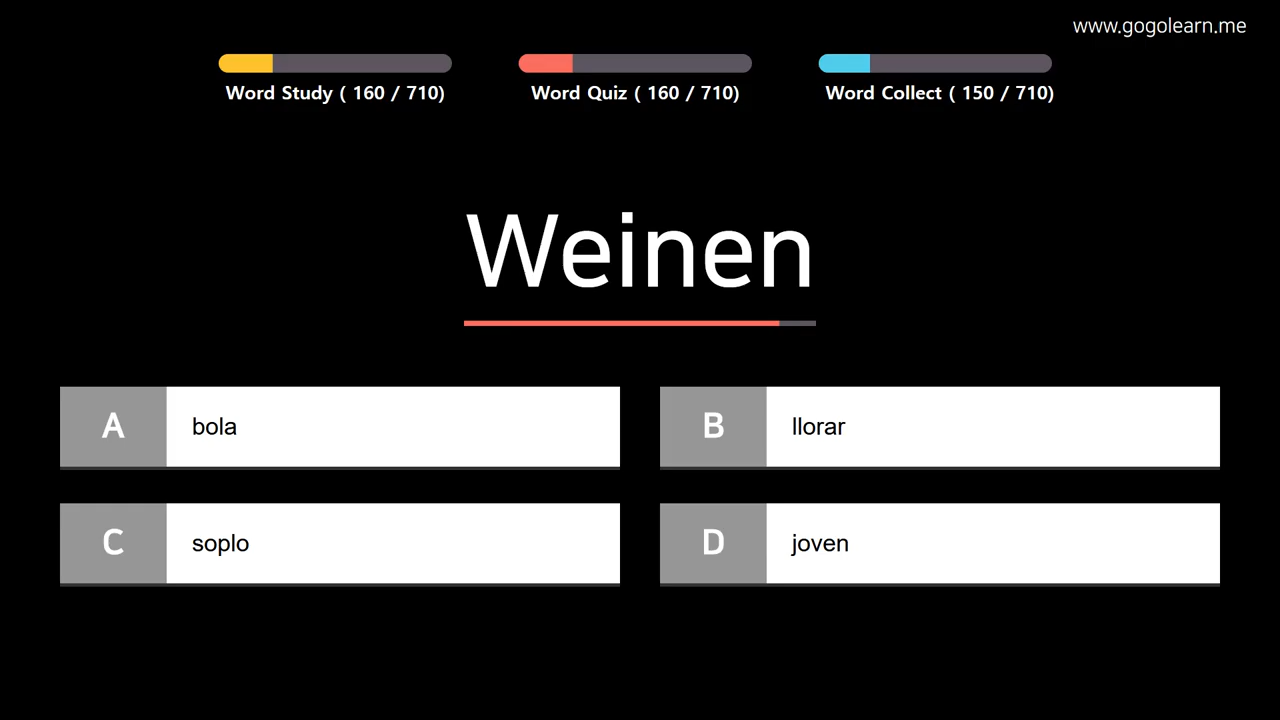 www.gogolearn.me
Word Study ( 160 / 710)
Word Quiz ( 160 / 710)
Word Collect ( 150 / 710)
Weinen
A bola
B llorar
C soplo
D joven